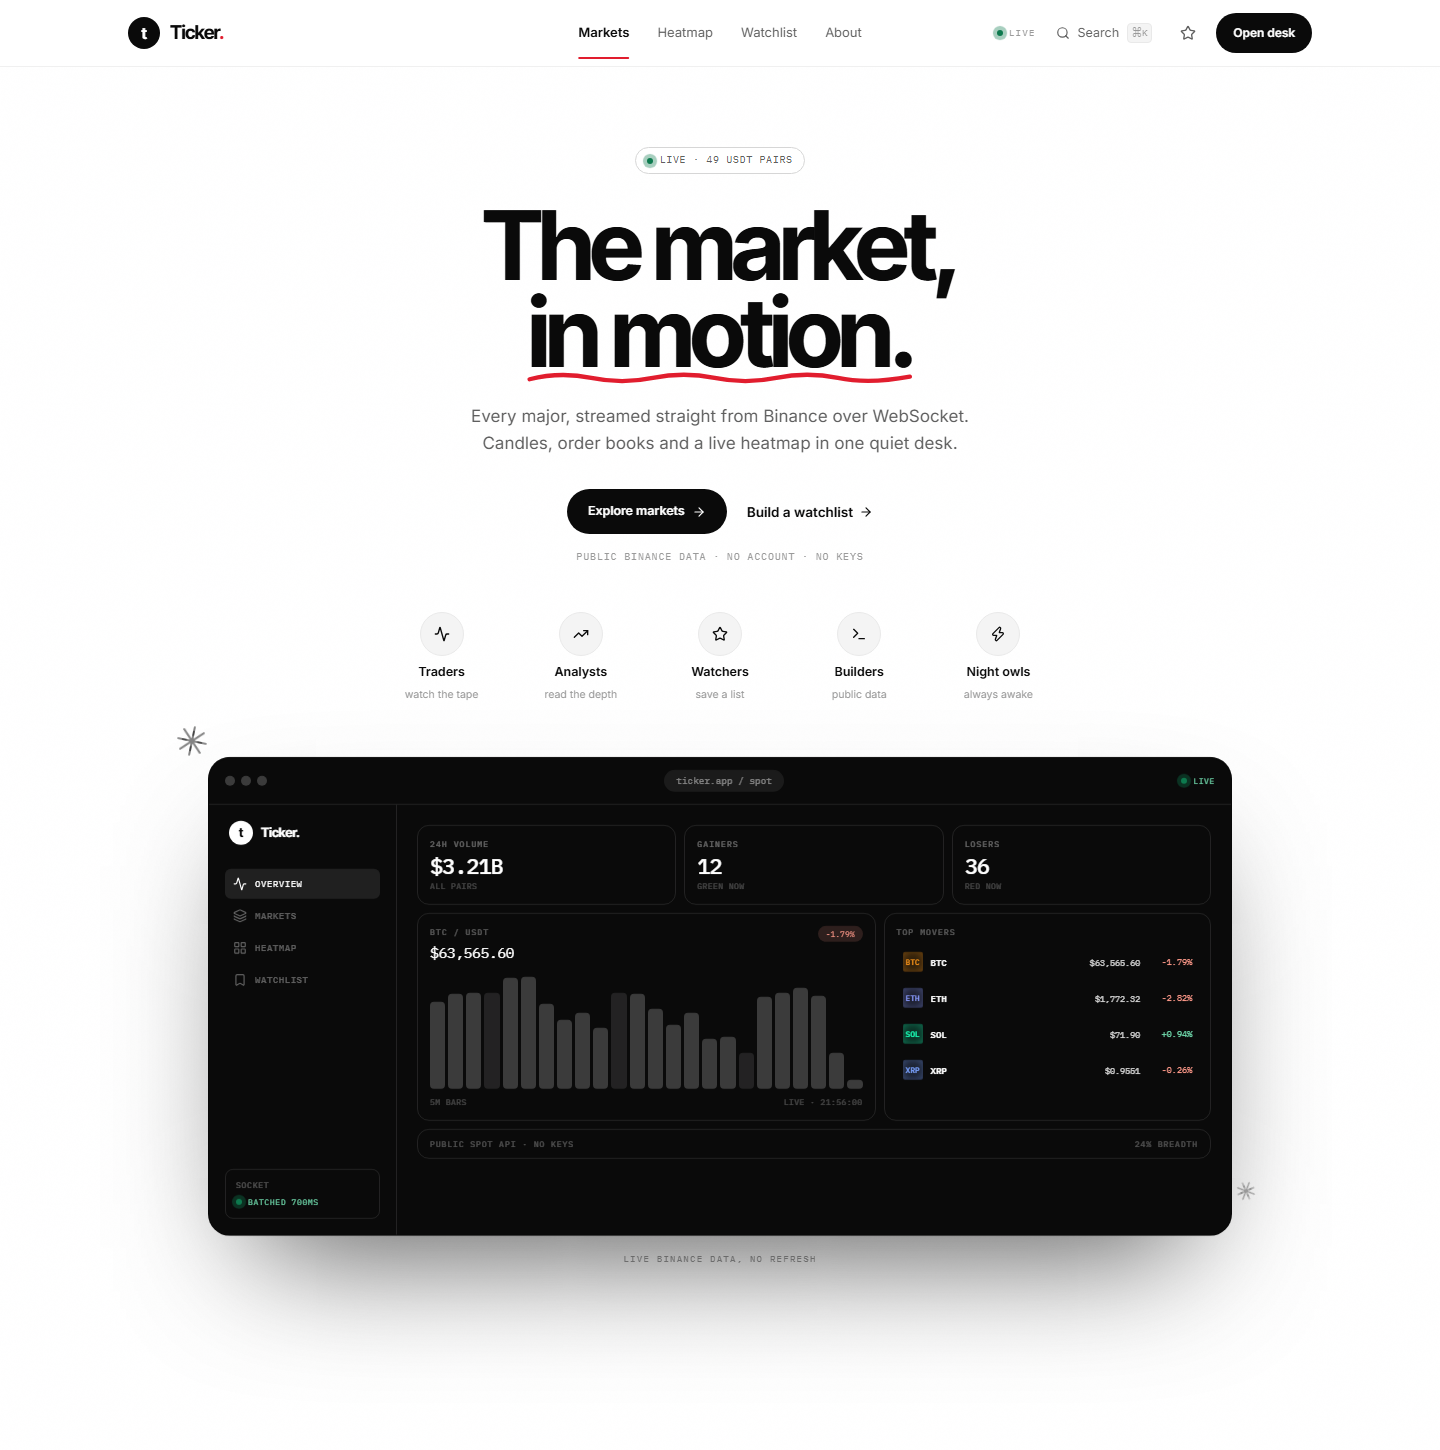 t Ticker.
Markets Heatmap Watchlist About
LIVE Search ⌘K Open desk
LIVE · 49 USDT PAIRS
The market,
in motion.
Every major, streamed straight from Binance over WebSocket.
Candles, order books and a live heatmap in one quiet desk.
Explore markets → Build a watchlist →
PUBLIC BINANCE DATA · NO ACCOUNT · NO KEYS
Traders Analysts Watchers Builders Night owls
watch the tape read the depth save a list public data always awake
ticker.app / spot LIVE
t Ticker.
OVERVIEW
MARKETS
HEATMAP
WATCHLIST
SOCKET
BATCHED 700MS
24H VOLUME
$3.21B
ALL PAIRS
GAINERS
12
GREEN NOW
LOSERS
36
RED NOW
BTC / USDT -1.79%
$63,565.60
5M BARS LIVE · 21:56:00
TOP MOVERS
BTC BTC $63,565.60 -1.79%
ETH ETH $1,772.32 -2.82%
SOL SOL $71.90 +0.94%
XRP XRP $0.9551 -0.26%
PUBLIC SPOT API · NO KEYS 24% BREADTH
LIVE BINANCE DATA, NO REFRESH